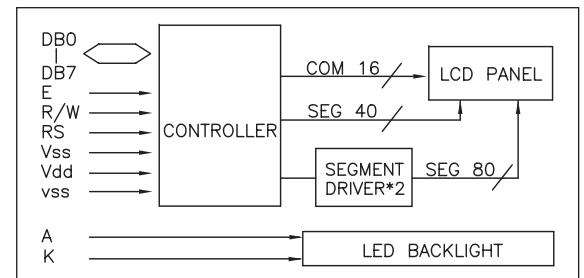 DB0
DB7
E
R/W
RS
Vss
Vdd
vss
CONTROLLER
COM 16
SEG 40
LCD PANEL
SEGMENT
DRIVER*2
SEG 80
A
K
LED BACKLIGHT